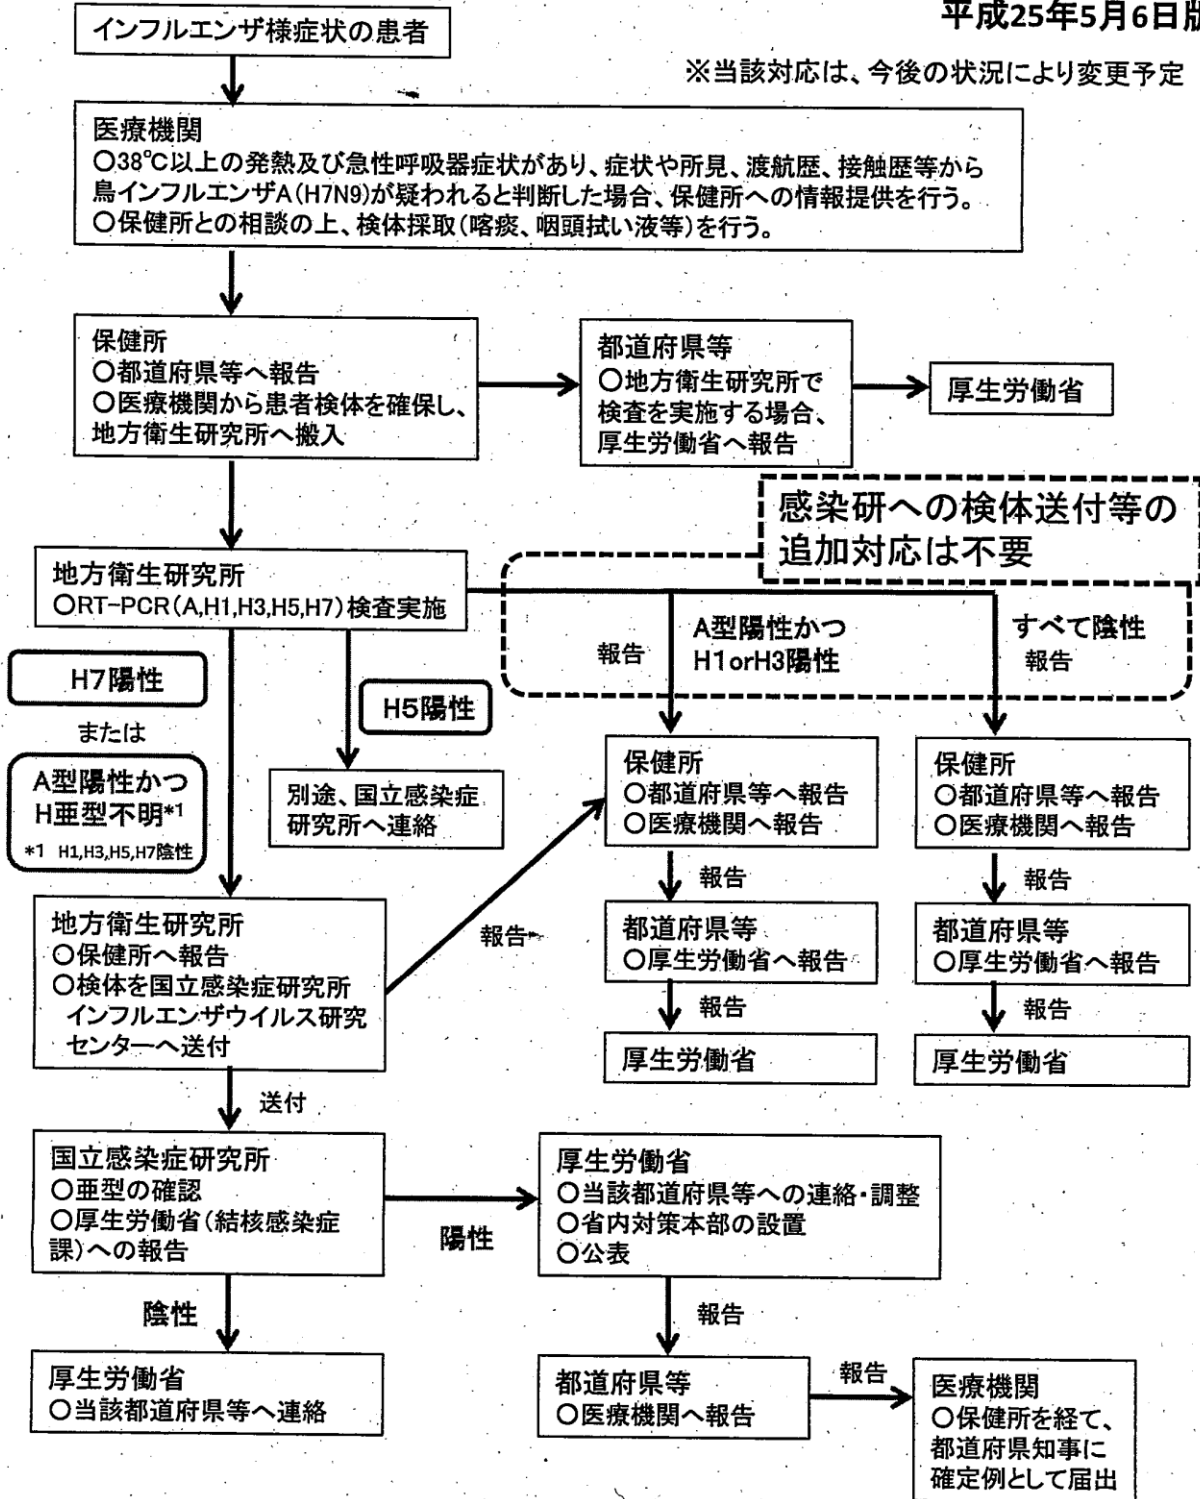 平成25年5月6日版
インフルエンザ様症状の患者
※当該対応は、今後の状況により変更予定
医療機関
○38℃以上の発熱及び急性呼吸器症状があり、症状や所見、渡航歴、接触歴等から
鳥インフルエンザA(H7N9)が疑われると判断した場合、保健所への情報提供を行う。
○保健所との相談の上、検体採取(喀痰、咽頭拭い液等)を行う。
保健所
○都道府県等へ報告
○医療機関から患者検体を確保し、
地方衛生研究所へ搬入
都道府県等
○地方衛生研究所で
検査を実施する場合、
厚生労働省へ報告
厚生労働省
感染研への検体送付等の
追加対応は不要
地方衛生研究所
○RT-PCR(A,H1,H3,H5,H7)検査実施
報告
A型陽性かつ
H1orH3陽性
すべて陰性
報告
H7陽性
または
A型陽性かつ
H亜型不明*1
*1 H1,H3,H5,H7陰性
H5陽性
別途、国立感染症
研究所へ連絡
保健所
○都道府県等へ報告
○医療機関へ報告
報告
都道府県等
○厚生労働省へ報告
報告
厚生労働省
保健所
○都道府県等へ報告
○医療機関へ報告
報告
都道府県等
○厚生労働省へ報告
報告
厚生労働省
地方衛生研究所
○保健所へ報告
○検体を国立感染症研究所
インフルエンザウイルス研究
センターへ送付
報告
送付
国立感染症研究所
○亜型の確認
○厚生労働省(結核感染症
課)への報告
陽性
厚生労働省
○当該都道府県等への連絡・調整
○省内対策本部の設置
○公表
陰性
厚生労働省
○当該都道府県等へ連絡
報告
都道府県等
○医療機関へ報告
報告
医療機関
○保健所を経て、
都道府県知事に
確定例として届出